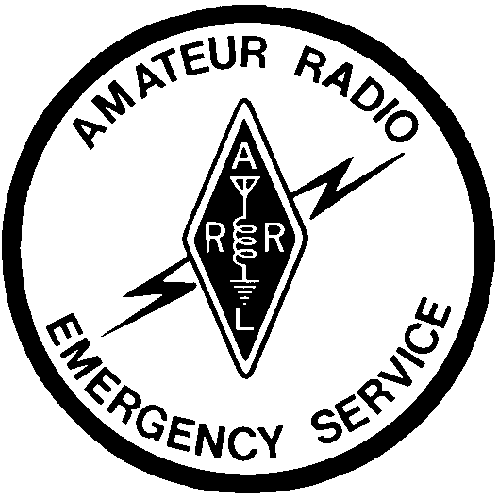 AMATEUR RADIO
A
R R
L
EMERGENCY SERVICE